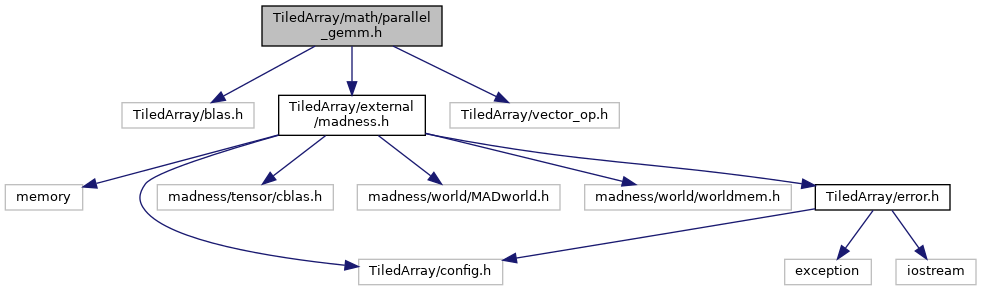 TiledArray/math/parallel
_gemm.h
TiledArray/blas.h
TiledArray/external
/madness.h
TiledArray/vector_op.h
memory
madness/tensor/cblas.h
madness/world/MADworld.h
madness/world/worldmem.h
TiledArray/error.h
TiledArray/config.h
exception
iostream